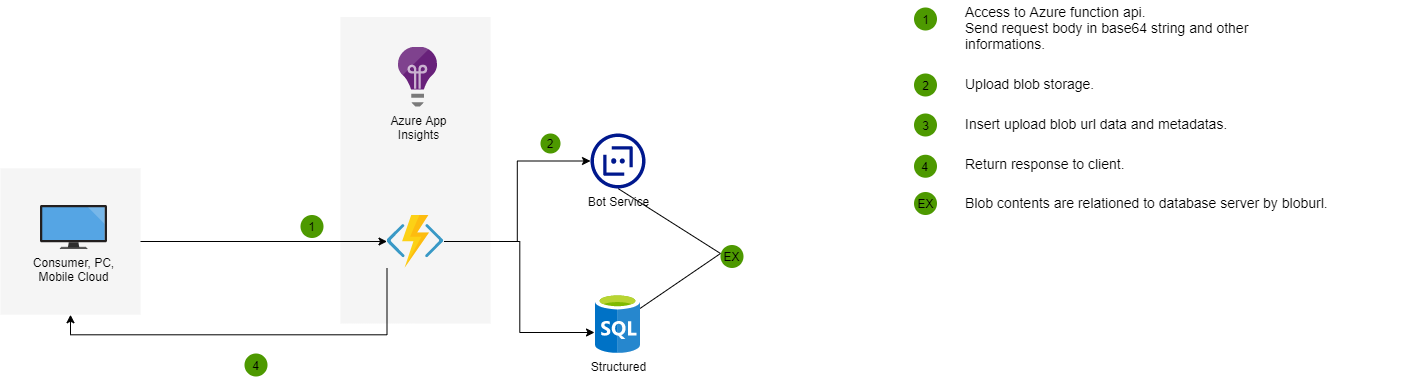 1
Access to Azure function api.
Send request body in base64 string and other
informations.
2
Upload blob storage.
3
Insert upload blob url data and metadatas.
4
Return response to client.
EX
Blob contents are relationed to database server by bloburl.
Azure App
Insights
2
Bot Service
1
Consumer, PC,
Mobile Cloud
EX
SQL
Structured
4